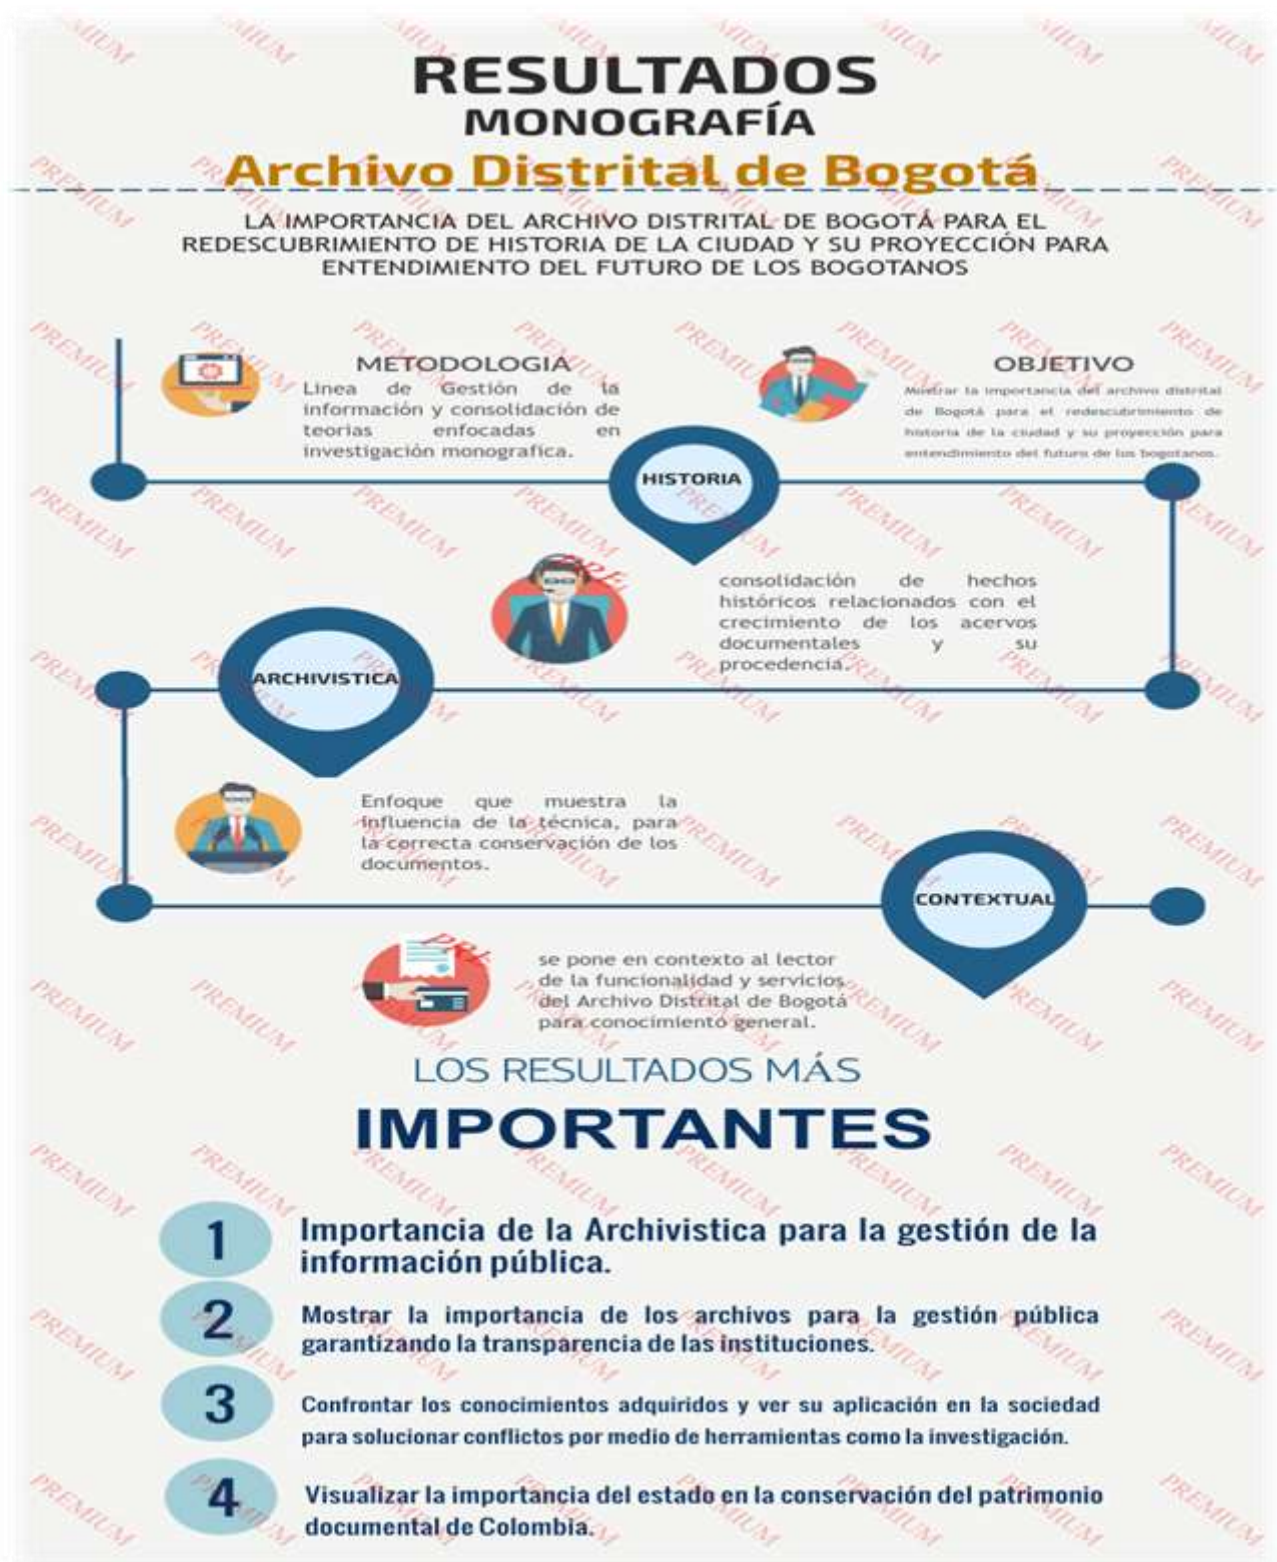 RESULTADOS
MONOGRAFÍA
Archivo Distrital de Bogotá
LA IMPORTANCIA DEL ARCHIVO DISTRITAL DE BOGOTÁ PARA EL
REDESCUBRIMIENTO DE HISTORIA DE LA CIUDAD Y SU PROYECCIÓN PARA
ENTENDIMIENTO DEL FUTURO DE LOS BOGOTANOS
METODOLOGIA
Linea de Gestión de la
información y consolidación de
teorias enfocadas en
investigación monografica.
OBJETIVO
Mostrar la importancia del archivo distrital
de Bogotá para el redescubrimiento de
historia de la ciudad y su proyección para
entendimiento del futuro de los bogotanos.
HISTORIA
consolidación de hechos
históricos relacionados con el
crecimiento de los acervos
documentales y su
procedencia.
ARCHIVISTICA
Enfoque que muestra la
influencia de la técnica, para
la correcta conservación de los
documentos.
CONTEXTUAL
se pone en contexto al lector
de la funcionalidad y servicios
del Archivo Distrital de Bogotá
para conocimiento general.
LOS RESULTADOS MÁS
IMPORTANTES
1
Importancia de la Archivistica para la gestión de la
información pública.
2
Mostrar la importancia de los archivos para la gestión pública
garantizando la transparencia de las instituciones.
3
Confrontar los conocimientos adquiridos y ver su aplicación en la sociedad
para solucionar conflictos por medio de herramientas como la investigación.
4
Visualizar la importancia del estado en la conservación del patrimonio
documental de Colombia.
PREMIUM